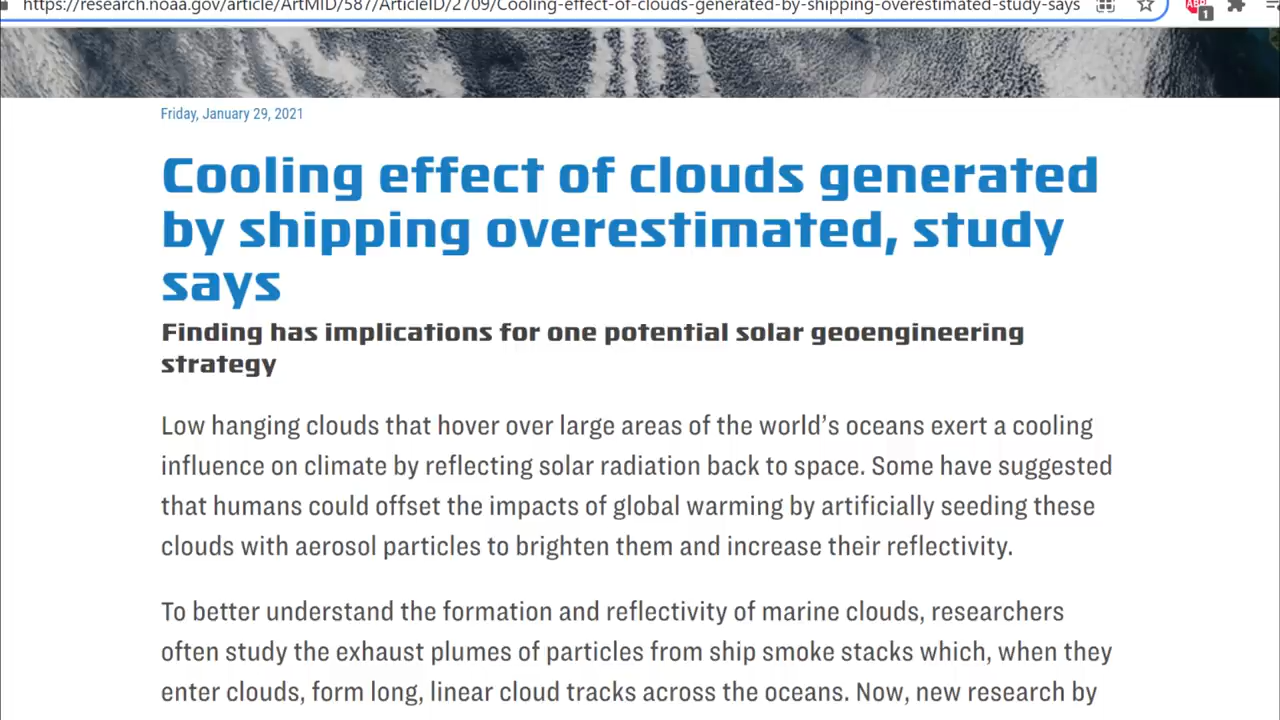 https://research.noaa.gov/article/ArtMID/587/ArticleID/2709/Cooling-effect-of-clouds-generated-by-shipping-overestimated-study-says
ABP
1
Friday, January 29, 2021
Cooling effect of clouds generated
by shipping overestimated, study
says
Finding has implications for one potential solar geoengineering
strategy
Low hanging clouds that hover over large areas of the world’s oceans exert a cooling
influence on climate by reflecting solar radiation back to space. Some have suggested
that humans could offset the impacts of global warming by artificially seeding these
clouds with aerosol particles to brighten them and increase their reflectivity.
To better understand the formation and reflectivity of marine clouds, researchers
often study the exhaust plumes of particles from ship smoke stacks which, when they
enter clouds, form long, linear cloud tracks across the oceans. Now, new research by